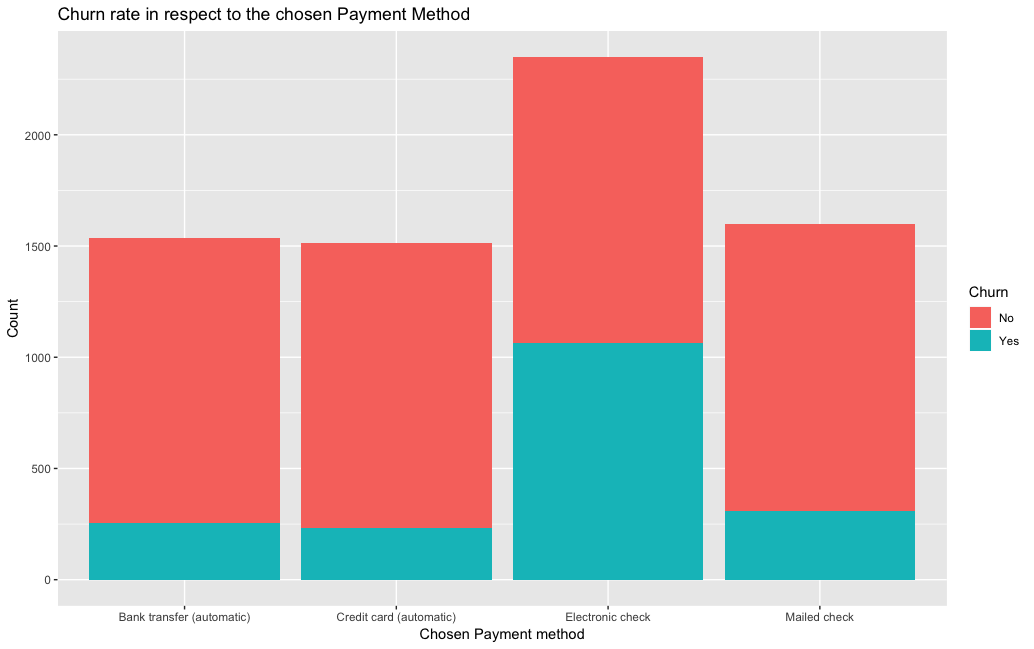 Churn rate in respect to the chosen Payment Method
Count
2000
1500
1000
500
0
Bank transfer (automatic)
Credit card (automatic)
Electronic check
Mailed check
Chosen Payment method
Churn
No
Yes